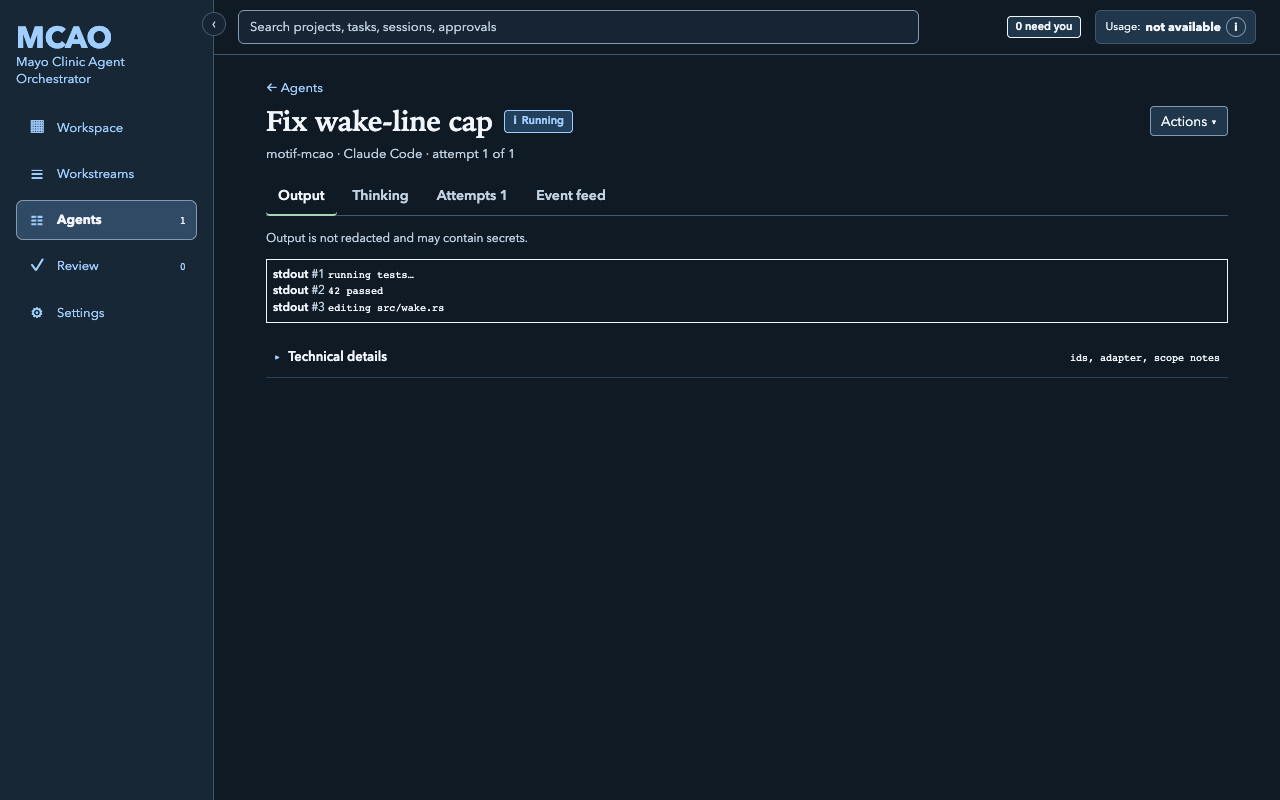 MCAO
Mayo Clinic Agent
Orchestrator
Workspace
Workstreams
Agents 1
Review 0
Settings
‹
Search projects, tasks, sessions, approvals
0 need you
Usage: not available i
← Agents
Fix wake-line cap
i Running
Actions ▾
motif-mcao · Claude Code · attempt 1 of 1
Output Thinking Attempts 1 Event feed
Output is not redacted and may contain secrets.
stdout #1 running tests…
stdout #2 42 passed
stdout #3 editing src/wake.rs
▸ Technical details ids, adapter, scope notes